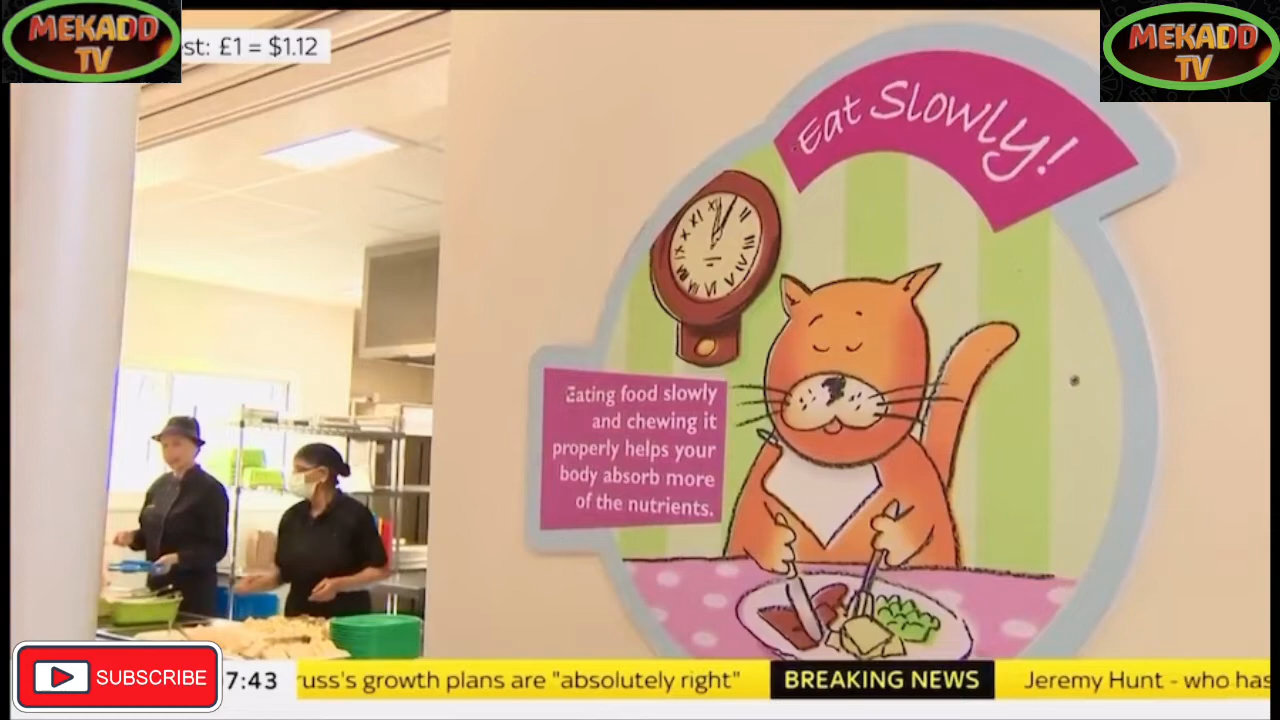 MEKADD
TV
st: £1 = $1.12
MEKADD
TV
Eat Slowly!
Eating food slowly
and chewing it
properly helps your
body absorb more
of the nutrients.
SUBSCRIBE
7:43
russ's growth plans are "absolutely right"
BREAKING NEWS
Jeremy Hunt - who has